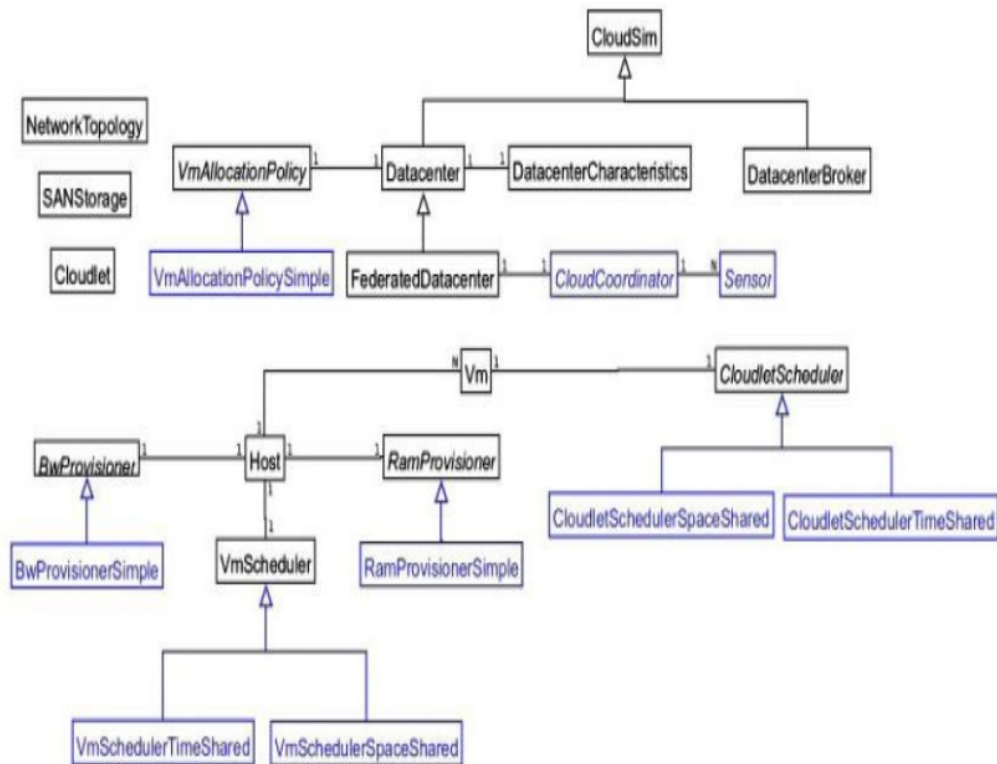 CloudSim
NetworkTopology
VmAllocationPolicy
1
1
Datacenter
1
1
DatacenterCharacteristics
DatacenterBroker
SANStorage
Cloudlet
VmAllocationPolicySimple
FederatedDatacenter
1
1
CloudCoordinator
1
N
Sensor
N
Vm
1
1
CloudletScheduler
1
BwProvisioner
1
1
Host
1
1
RamProvisioner
1
1
CloudletSchedulerSpaceShared
CloudletSchedulerTimeShared
BwProvisionerSimple
VmScheduler
RamProvisionerSimple
VmSchedulerTimeShared
VmSchedulerSpaceShared